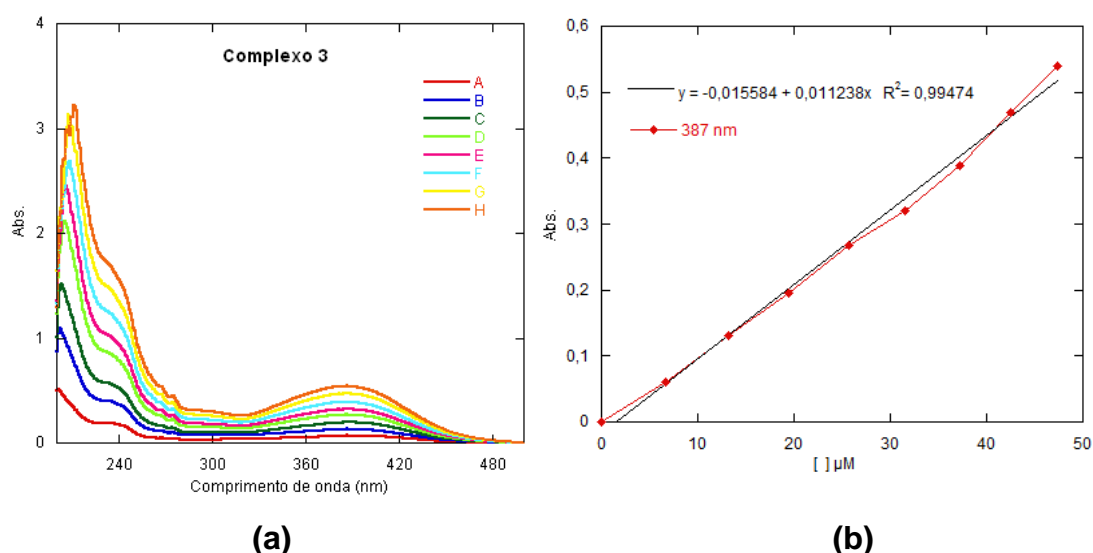 Complexo 3
A
B
C
D
E
F
G
H
4
3
2
1
0
Abs.
240 300 360 420 480
Comprimento de onda (nm)
(a)
y = -0,015584 + 0,011238x R²= 0,99474
387 nm
0,6
0,5
0,4
0,3
0,2
0,1
0
Abs.
0 10 20 30 40 50
[ ] µM
(b)